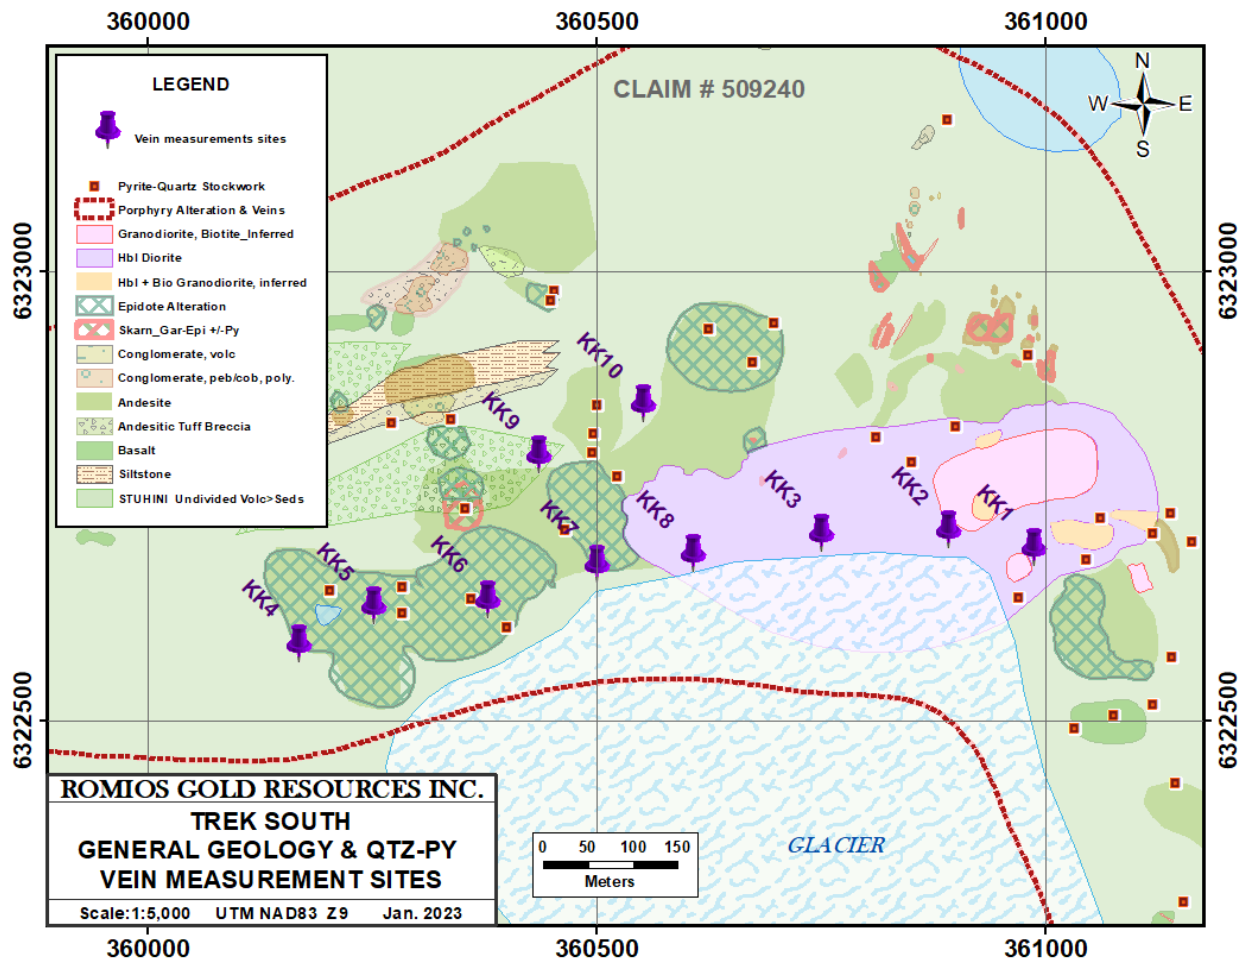 360000
360500
361000
LEGEND
Vein measurements sites
Pyrite-Quartz Stockwork
Porphyry Alteration & Veins
Granodiorite, Biotite_Inferred
Hbl Diorite
Hbl + Bio Granodiorite, inferred
Epidote Alteration
Skarn_Gar-Epi +/-Py
Conglomerate, volc
Conglomerate, peb/cob, poly.
Andesite
Andesitic Tuff Breccia
Basalt
Siltstone
STUHINI Undivided Volc>Seds
CLAIM # 509240
N
W
E
S
6323000
6323000
KK10
KK9
KK3
KK2
KK1
KK8
KK7
KK6
KK5
KK4
6322500
6322500
ROMIOS GOLD RESOURCES INC.
TREK SOUTH
GENERAL GEOLOGY & QTZ-PY
VEIN MEASUREMENT SITES
Scale:1:5,000 UTM NAD83 Z9 Jan. 2023
0 50 100 150
Meters
GLACIER
360000
360500
361000